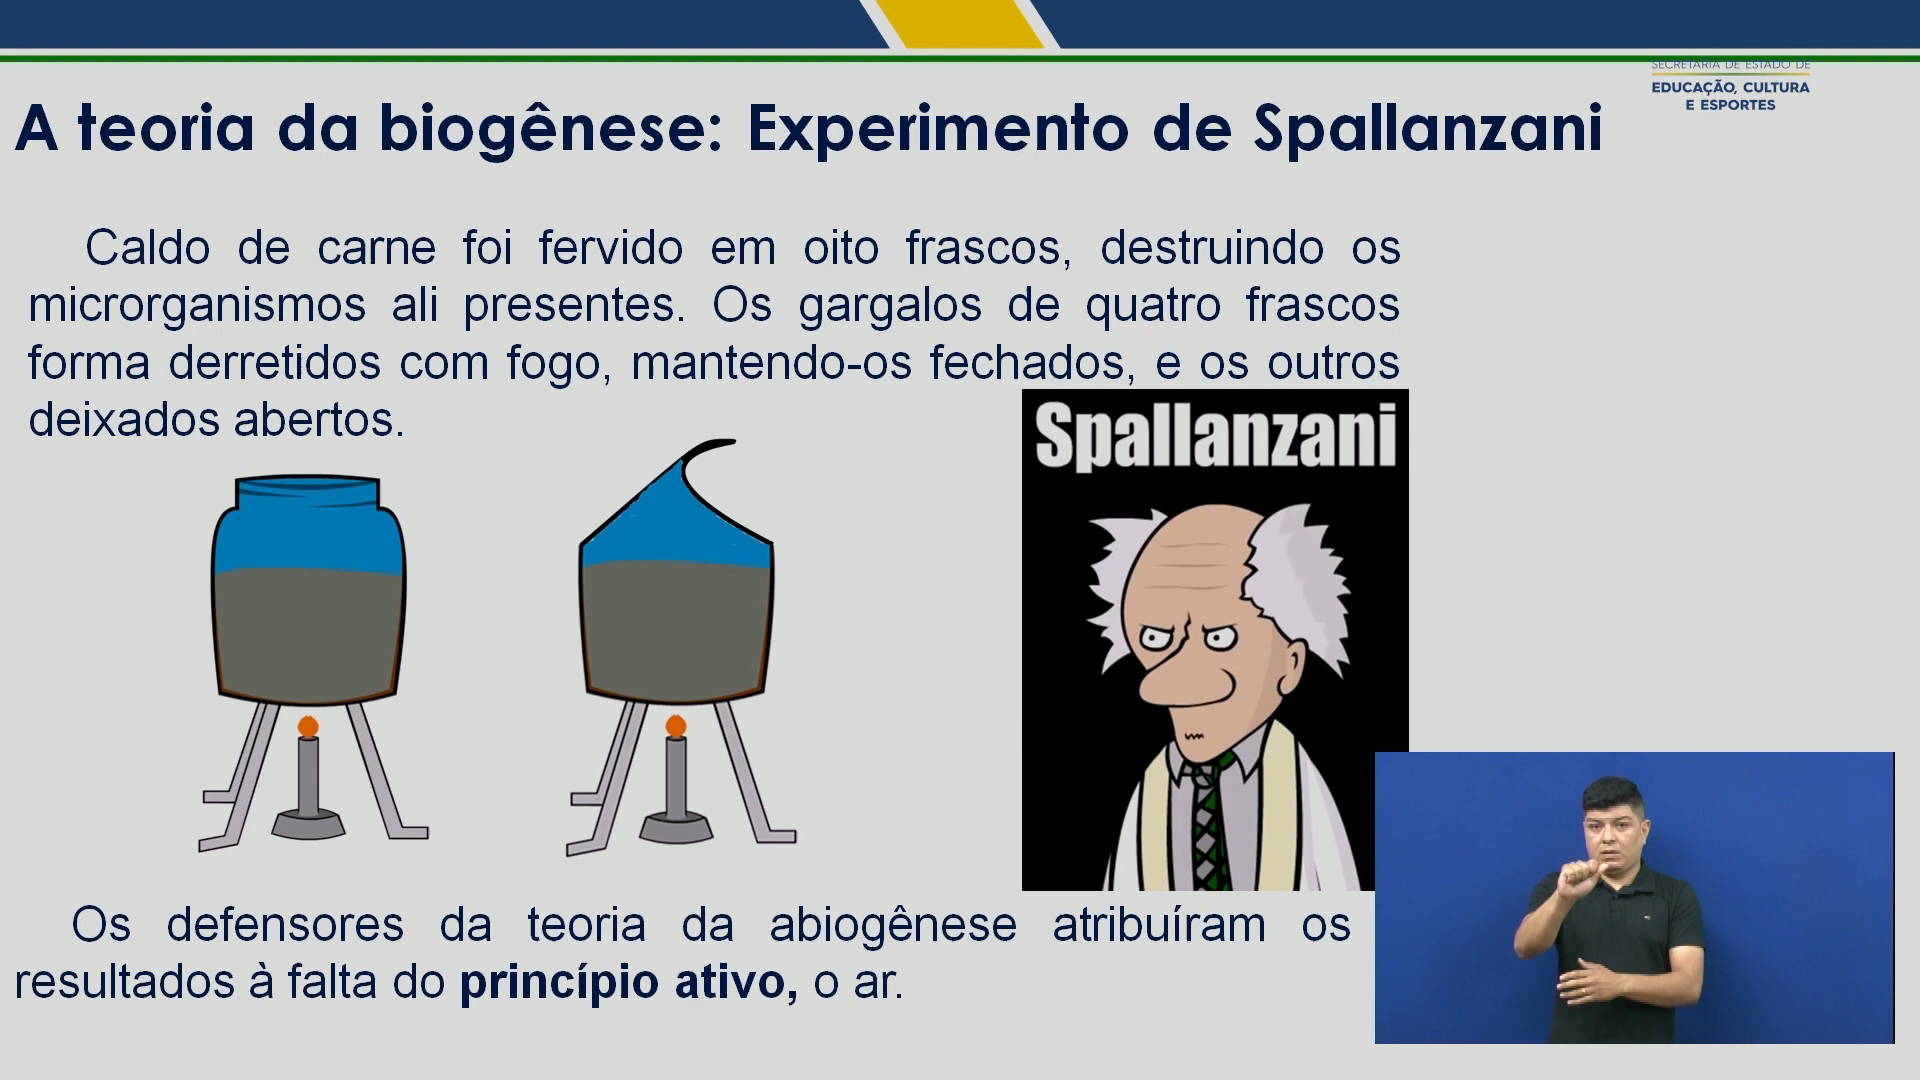 SECRETARIA DE ESTADO DE
EDUCAÇÃO, CULTURA
E ESPORTES
A teoria da biogênese: Experimento de Spallanzani
Caldo de carne foi fervido em oito frascos, destruindo os
microrganismos ali presentes. Os gargalos de quatro frascos
forma derretidos com fogo, mantendo-os fechados, e os outros
deixados abertos.
Spallanzani
Os defensores da teoria da abiogênese atribuíram os
resultados à falta do princípio ativo, o ar.